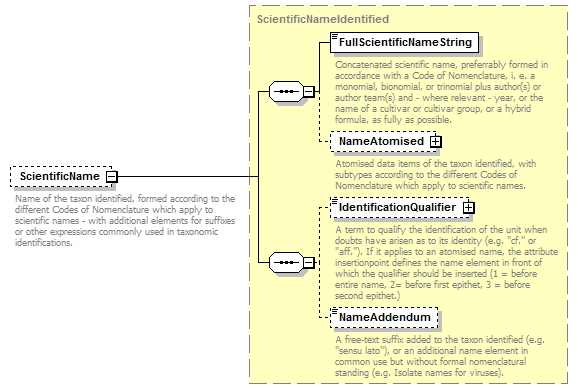 ScientificNameIdentified
FullScientificNameString
Concatenated scientific name, preferrably formed in
accordance with a Code of Nomenclature, i. e. a
monomial, bionomial, or trinomial plus author(s) or
author team(s) and - where relevant - year, or the
name of a cultivar or cultivar group, or a hybrid
formula, as fully as possible.
NameAtomised
Atomised data items of the taxon identified, with
subtypes according to the different Codes of
Nomenclature which apply to scientific names.
ScientificName
Name of the taxon identified, formed according to the
different Codes of Nomenclature which apply to
scientific names - with additional elements for suffixes
or other expressions commonly used in taxonomic
identifications.
IdentificationQualifier
A term to qualify the identification of the unit when
doubts have arisen as to its identity (e.g. "cf." or
"aff."). If it applies to an atomised name, the attribute
insertionpoint defines the name element in front of
which the qualifier should be inserted (1 = before
entire name, 2= before first epithet, 3 = before
second epithet.)
NameAddendum
A free-text suffix added to the taxon identified (e.g.
"sensu lato"), or an additional name element in
common use but without formal nomenclatural
standing (e.g. Isolate names for viruses).